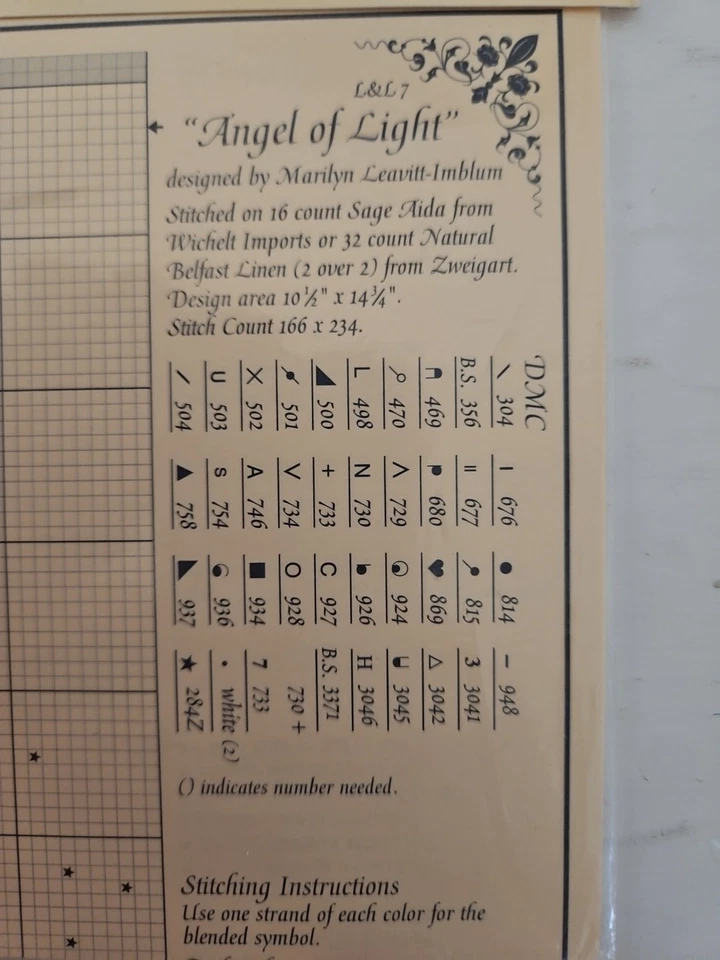 L&L 7
"Angel of Light"
designed by Marilyn Leavitt-Imblum
Stitched on 16 count Sage Aida from
Wichelt Imports or 32 count Natural
Belfast Linen (2 over 2) from Zweigart.
Design area 10½" x 14¾".
Stitch Count 166 x 234.
DMC
304 676 814 948
B.S. 356 677 815 3041
469 680 869 3042
470 729 924 3045
498 730 926 3046
500 733 927 B.S. 3371
501 734 928 730 +
502 746 934 733
503 754 936 white (2)
504 758 937 284Z
() indicates number needed.
Stitching Instructions
Use one strand of each color for the
blended symbol.